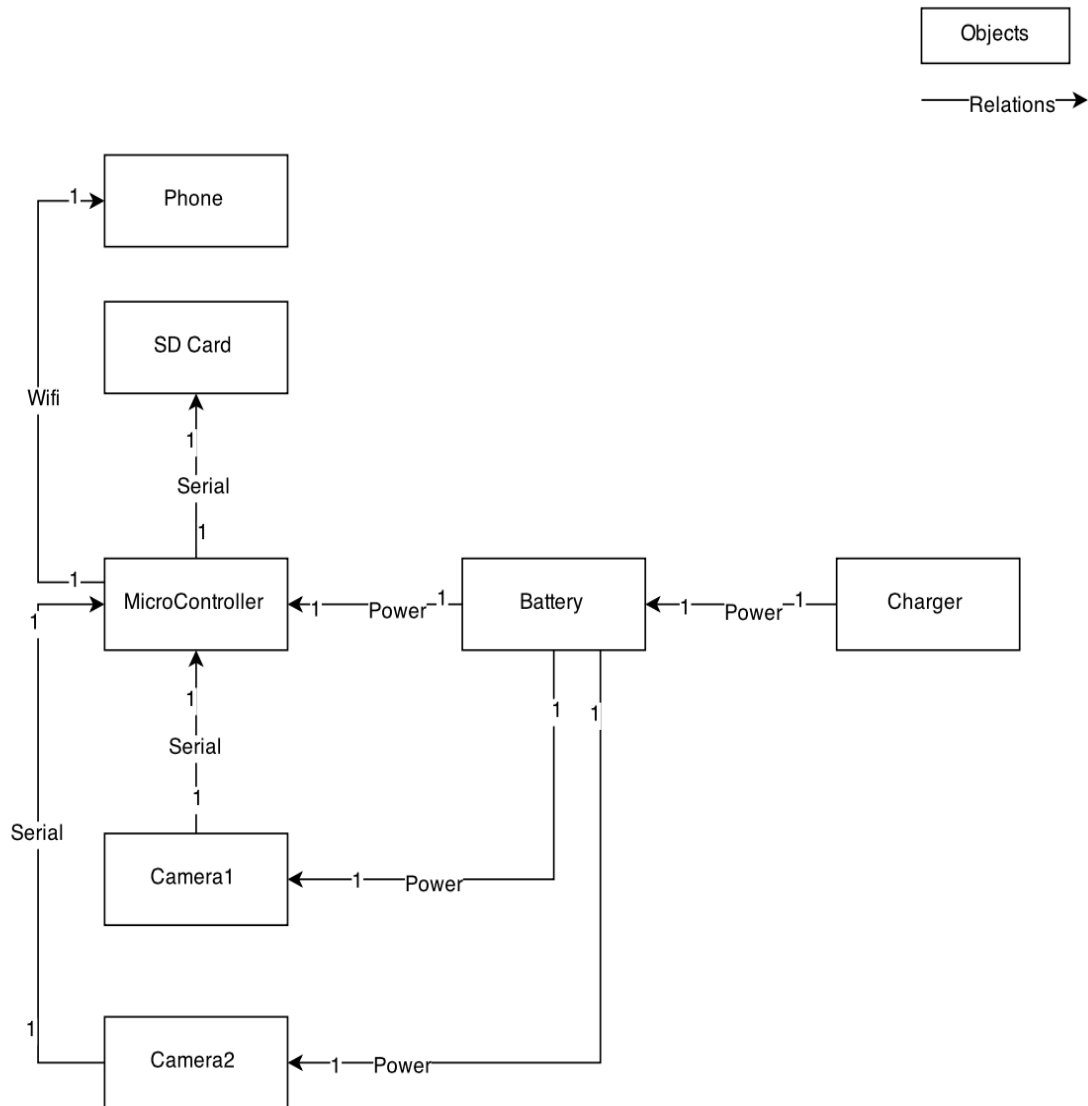 Objects
Relations
1
Phone
SD Card
Wifi
1
Serial
1
1
MicroController
1
Power
1
Battery
1
Power
1
Charger
1
1
1
1
Serial
1
Serial
Camera1
1
Power
1
Camera2
1
Power